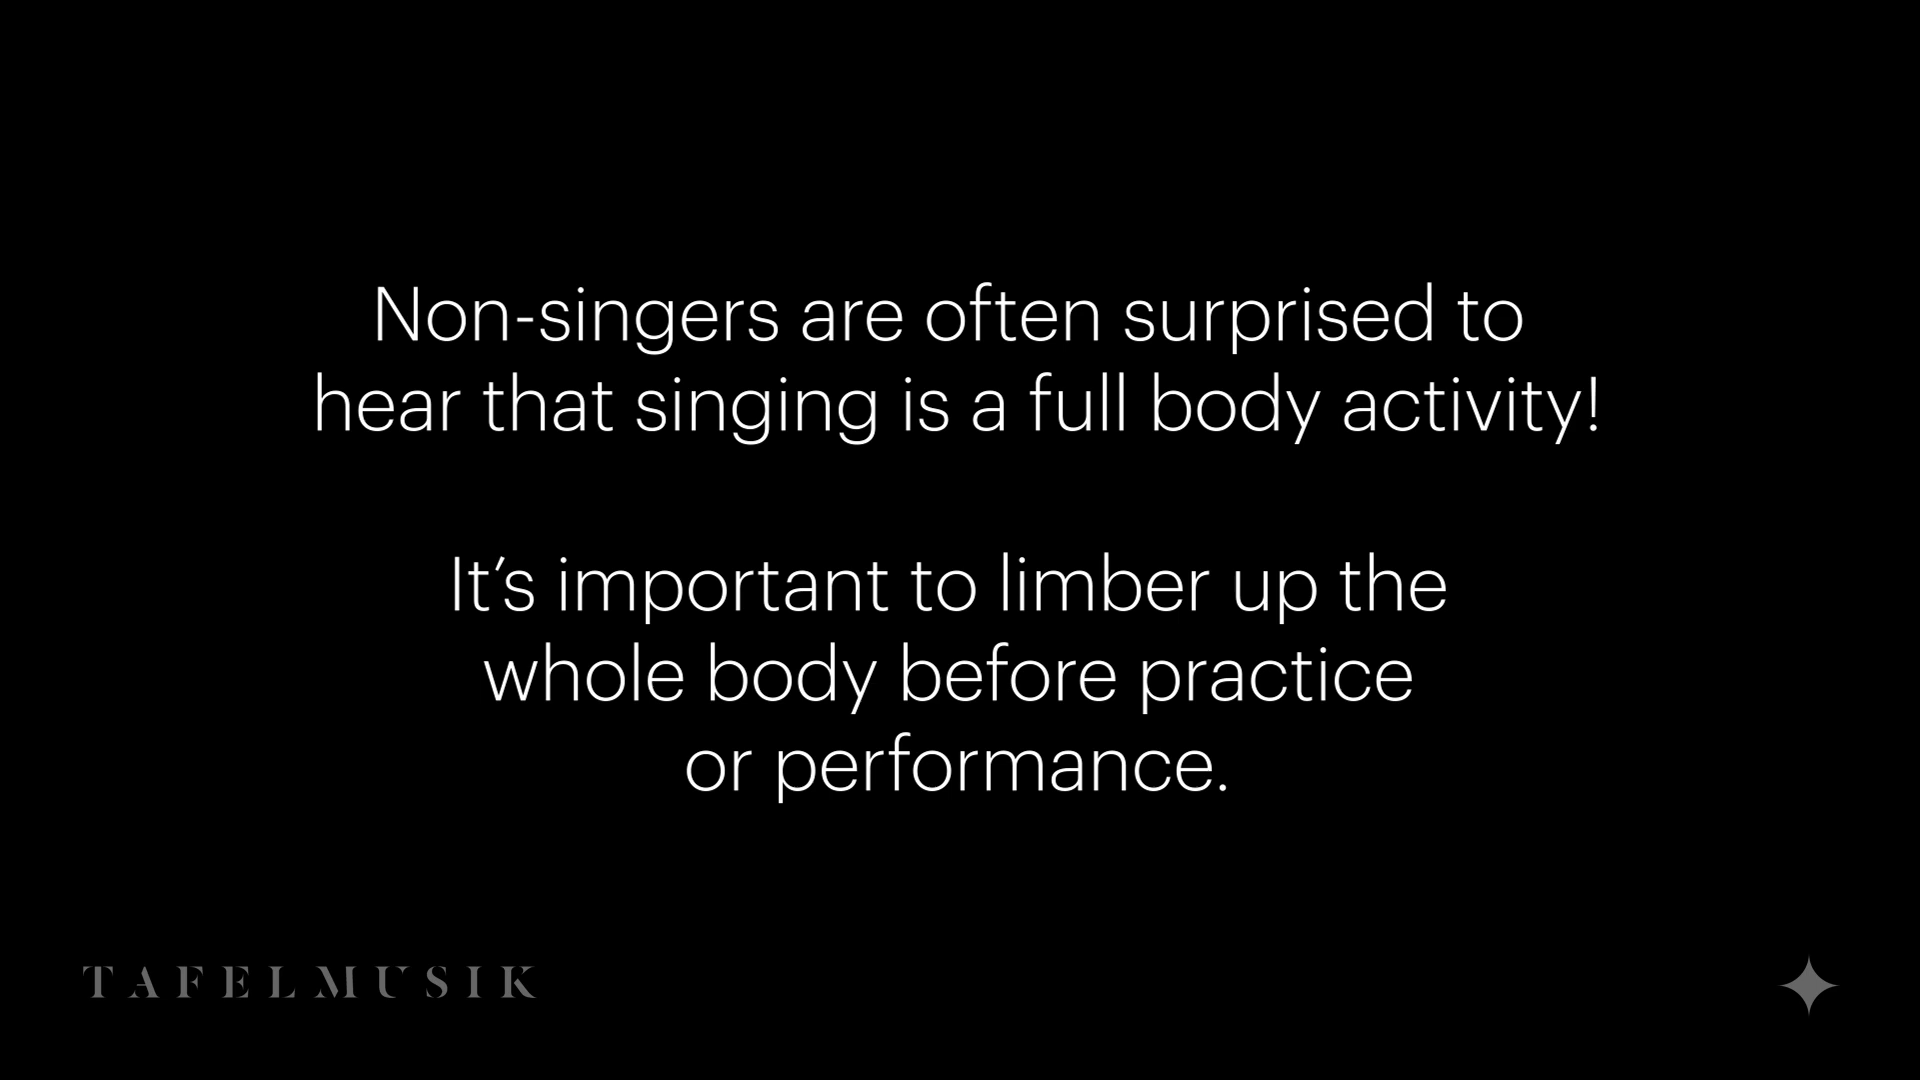 Non-singers are often surprised to
hear that singing is a full body activity!
It’s important to limber up the
whole body before practice
or performance.
TAFELMUSIK